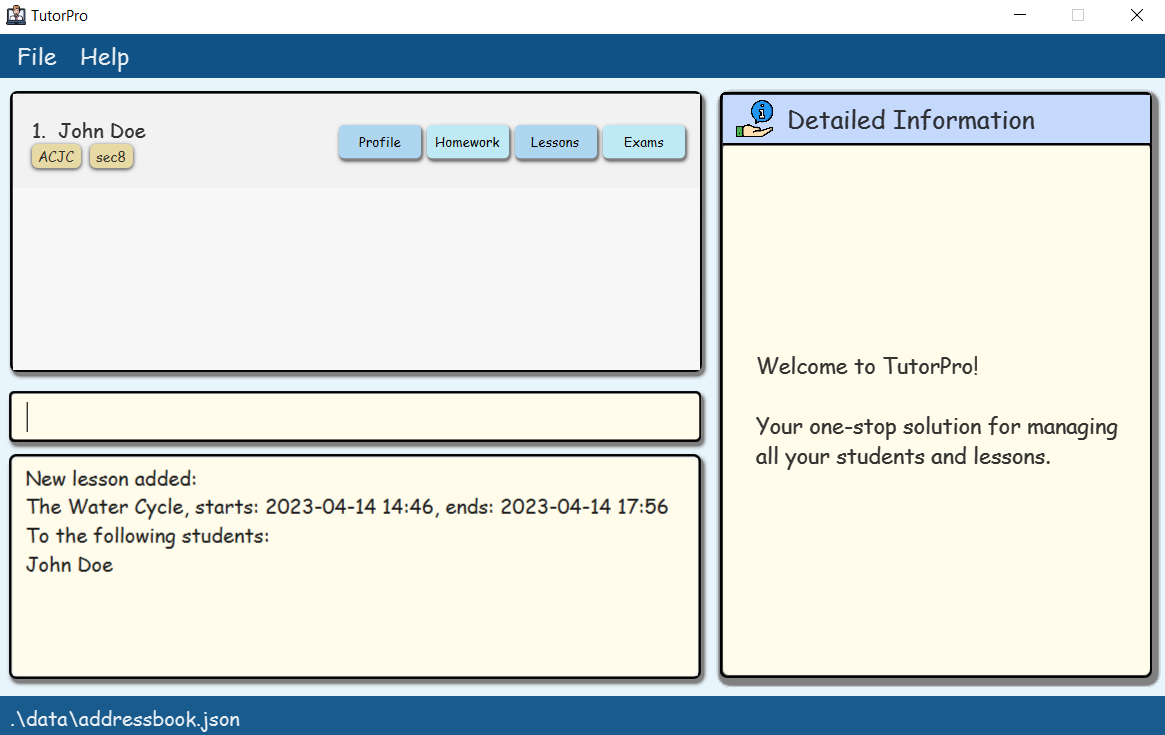 TutorPro
File Help
1. John Doe
ACJC sec8
Profile Homework Lessons Exams
New lesson added:
The Water Cycle, starts: 2023-04-14 14:46, ends: 2023-04-14 17:56
To the following students:
John Doe
Detailed Information
Welcome to TutorPro!
Your one-stop solution for managing
all your students and lessons.
.\data\addressbook.json